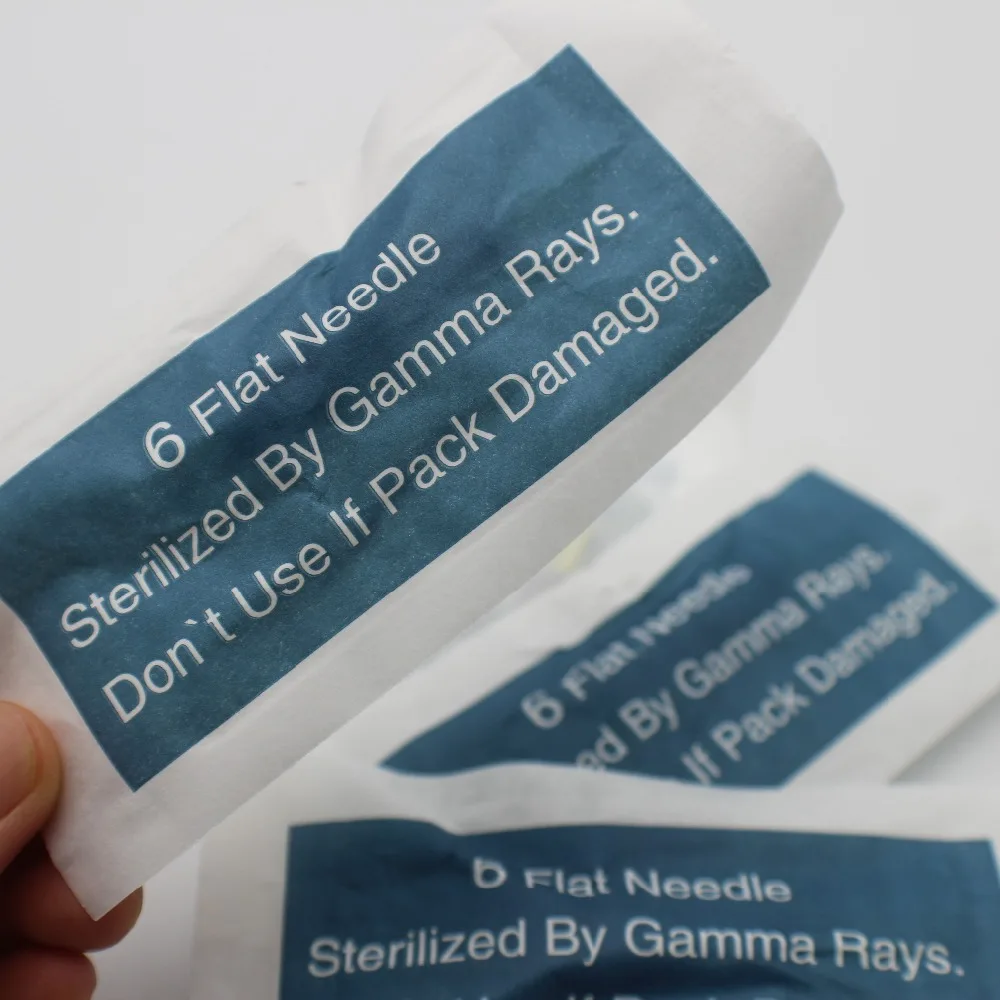 6 Flat Needle
Sterilized By Gamma Rays.
Don`t Use If Pack Damaged.
6 Flat Needle
ed By Gamma Rays.
If Pack Damaged.
6 Flat Needle
Sterilized By Gamma Rays.